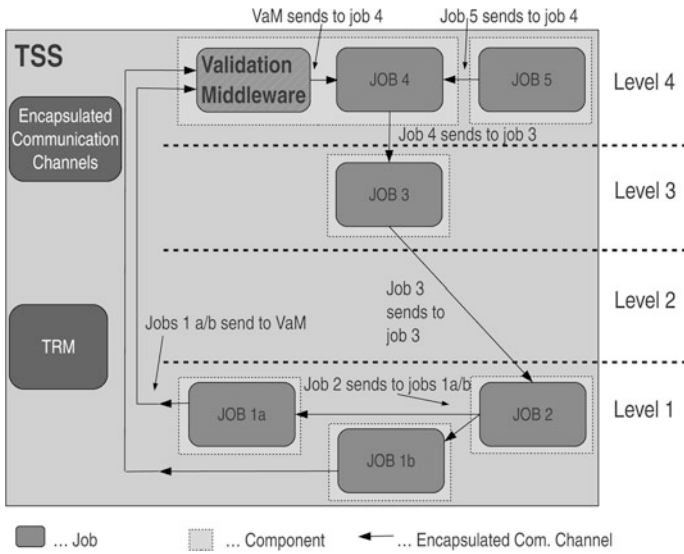 VaM sends to job 4
Job 5 sends to job 4
TSS
Validation
Middleware
JOB 4
JOB 5
Level 4
Encapsulated
Communication
Channels
Job 4 sends to job 3
JOB 3
Level 3
Job 3
sends to
job 3
Level 2
TRM
Jobs 1 a/b send to VaM
Job 2 sends to jobs 1a/b
JOB 1a
JOB 2
Level 1
JOB 1b
... Job
... Component
... Encapsulated Com. Channel